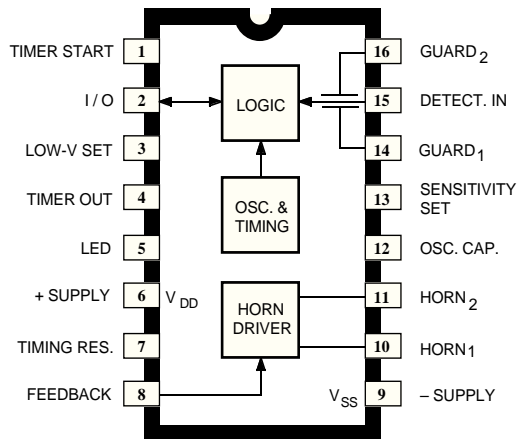 TIMER START 1
16 GUARD2
I / O 2
LOGIC
15 DETECT. IN
LOW-V SET 3
14 GUARD1
TIMER OUT 4
OSC. &
TIMING
13 SENSITIVITY
SET
LED 5
12 OSC. CAP.
+ SUPPLY 6 VDD
HORN
DRIVER
11 HORN2
TIMING RES. 7
10 HORN1
FEEDBACK 8
VSS 9 – SUPPLY